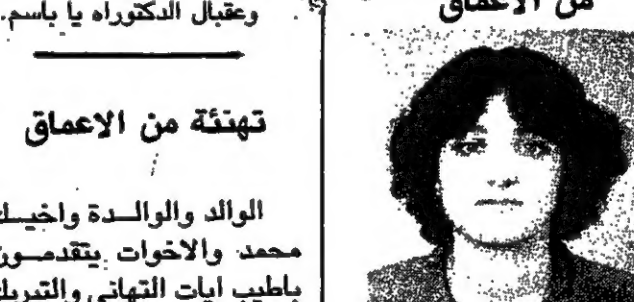 من الاعماق
وعقبال الدكتوراه يا باسم.
تهنئة من الاعماق
الوالد والوالدة واخيك
محمد والاخوات يتقدمون
باطيب ايات التهاني والتبريك